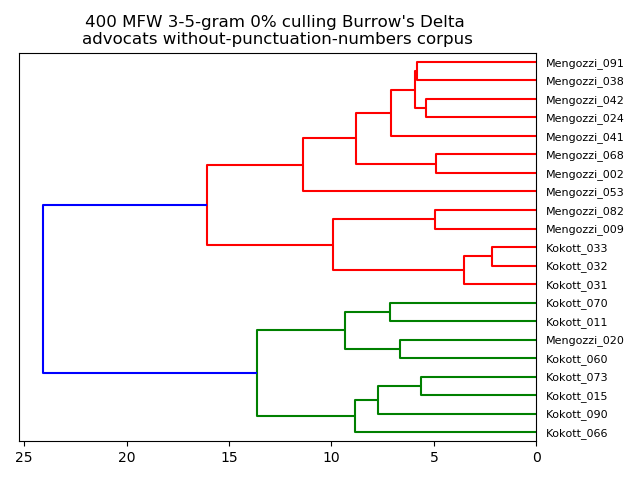 400 MFW 3-5-gram 0% culling Burrow's Delta
advocats without-punctuation-numbers corpus
Mengozzi_091
Mengozzi_038
Mengozzi_042
Mengozzi_024
Mengozzi_041
Mengozzi_068
Mengozzi_002
Mengozzi_053
Mengozzi_082
Mengozzi_009
Kokott_033
Kokott_032
Kokott_031
Kokott_070
Kokott_011
Mengozzi_020
Kokott_060
Kokott_073
Kokott_015
Kokott_090
Kokott_066
25 20 15 10 5 0